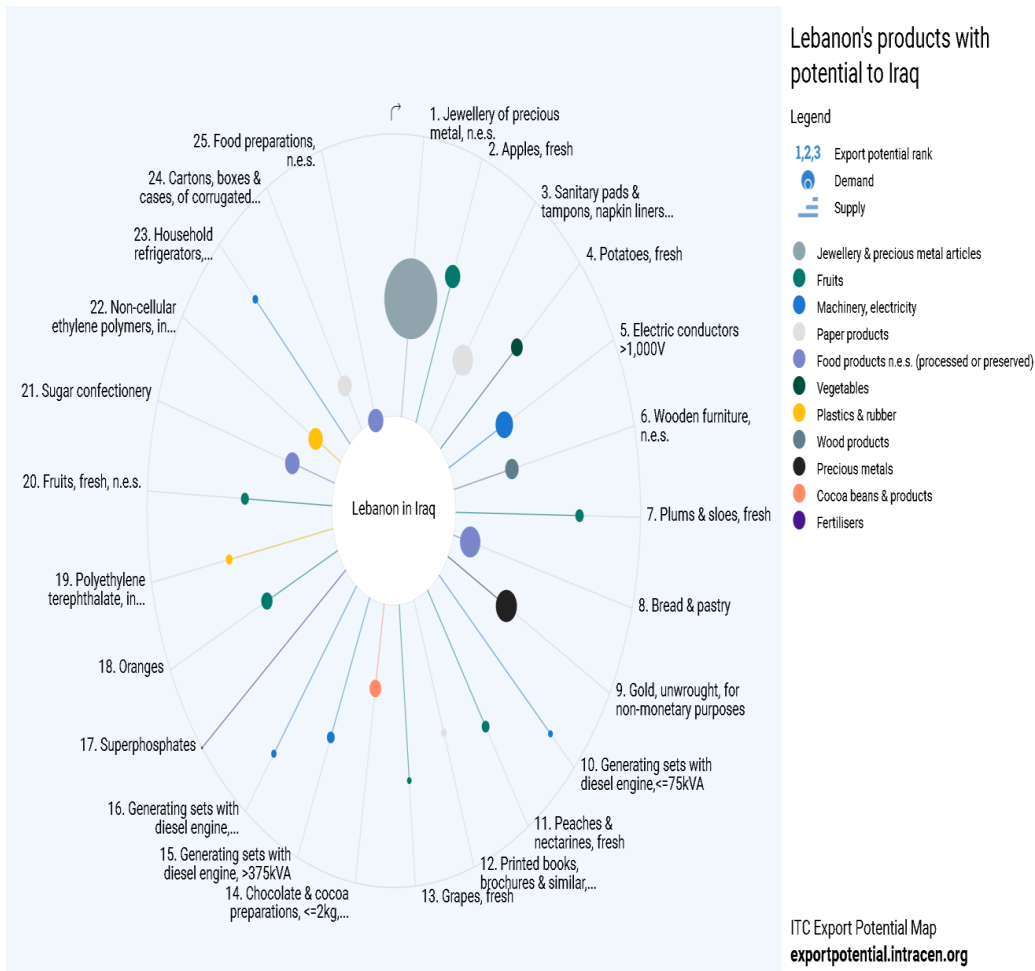 Lebanon's products with
potential to Iraq
Legend
1,2,3 Export potential rank
Demand
Supply
Jewellery & precious metal articles
Fruits
Machinery, electricity
Paper products
Food products n.e.s. (processed or preserved)
Vegetables
Plastics & rubber
Wood products
Precious metals
Cocoa beans & products
Fertilisers
1. Jewellery of precious
metal, n.e.s.
2. Apples, fresh
3. Sanitary pads &
tampons, napkin liners...
4. Potatoes, fresh
5. Electric conductors
>1,000V
6. Wooden furniture,
n.e.s.
7. Plums & sloes, fresh
8. Bread & pastry
9. Gold, unwrought, for
non-monetary purposes
10. Generating sets with
diesel engine,<=75kVA
11. Peaches &
nectarines, fresh
12. Printed books,
brochures & similar,...
13. Grapes, fresh
14. Chocolate & cocoa
preparations, <=2kg,...
15. Generating sets with
diesel engine, >375kVA
16. Generating sets with
diesel engine,...
17. Superphosphates
18. Oranges
19. Polyethylene
terephthalate, in...
20. Fruits, fresh, n.e.s.
21. Sugar confectionery
22. Non-cellular
ethylene polymers, in...
23. Household
refrigerators,...
24. Cartons, boxes &
cases, of corrugated...
25. Food preparations,
n.e.s.
Lebanon in Iraq
ITC Export Potential Map
exportpotential.intracen.org